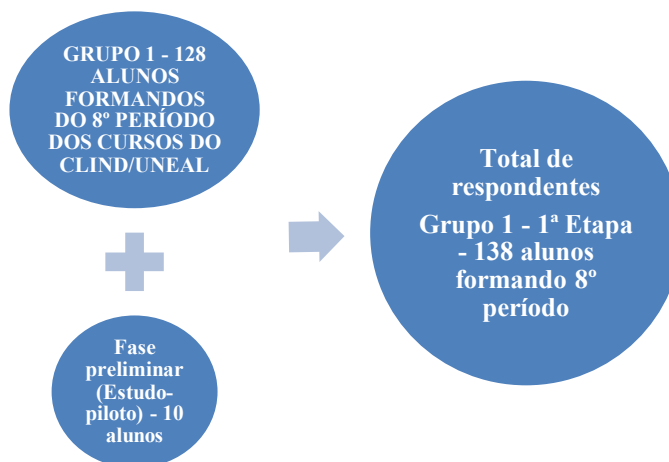 GRUPO 1 - 128
ALUNOS
FORMANDOS
DO 8º PERÍODO
DOS CURSOS DO
CLIND/UNEAL
Fase
preliminar
(Estudo-
piloto) - 10
alunos
Total de
respondentes
Grupo 1 - 1ª Etapa
- 138 alunos
formando 8º
período